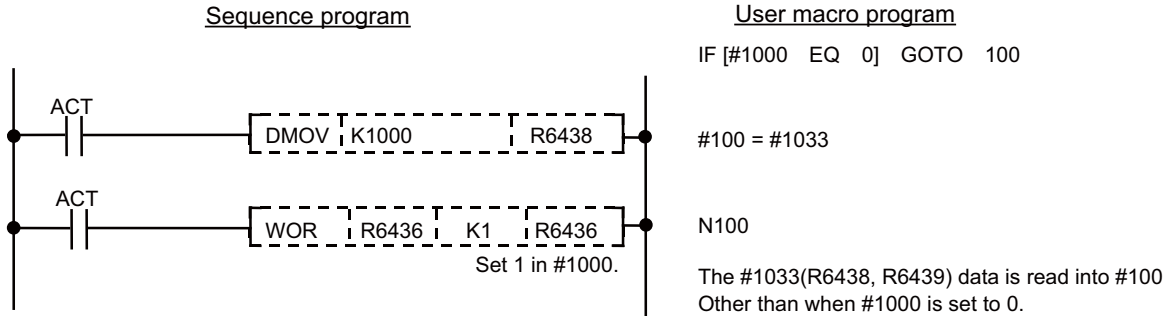 Sequence program
User macro program
IF [#1000 EQ 0] GOTO 100
ACT
DMOV K1000 R6438
#100 = #1033
ACT
WOR R6436 K1 R6436
N100
Set 1 in #1000.
The #1033(R6438, R6439) data is read into #100
Other than when #1000 is set to 0.